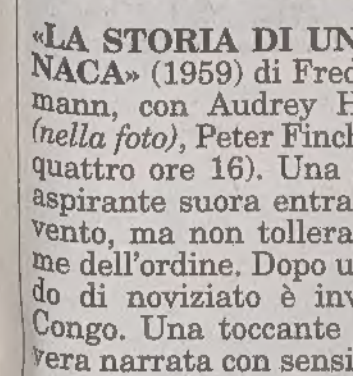 «LA STORIA DI UN
NACA» (1959) di Fred
mann, con Audrey H
(nella foto), Peter Finch
quattro ore 16). Una
aspirante suora entra
vento, ma non tollera
me dell'ordine. Dopo u
do di noviziato è inv
Congo. Una toccante
vera narrata con sensi